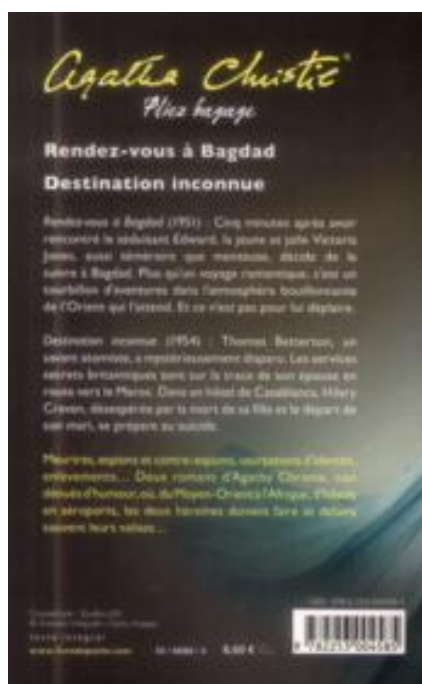 Agatha Christie
Pliez bagage
Rendez-vous à Bagdad
Destination inconnue
Rendez-vous à Bagdad (1951) : Cinq minutes après avoir
rencontré le séduisant Edward, la jeune et jolie Victoria
Jones, aussi téméraire que menteuse, décide de le
suivre à Bagdad. Plus qu'un voyage romantique, c'est un
tourbillon d'aventures dans l'atmosphère bouillonnante
de l'Orient qui l'attend. Et ce n'est pas pour lui déplaire.
Destination inconnue (1954) : Thomas Betterton, un
savant atomiste, a mystérieusement disparu. Les services
secrets britanniques sont sur la trace de son épouse en
route vers le Maroc. Dans un hôtel de Casablanca, Hilary
Craven, désespérée par la mort de sa fille et le départ de
son mari, se prépare au suicide.
Meurtres, espions et contre-espions, usurpations d'identité,
enlèvements... Deux romans d'Agatha Christie, non
dénués d'humour, où, du Moyen-Orient à l'Afrique, d'hôtels
en aéroports, les deux héroïnes doivent faire et défaire
souvent leurs valises...
texte intégral
8,60 €
9 782253 004585